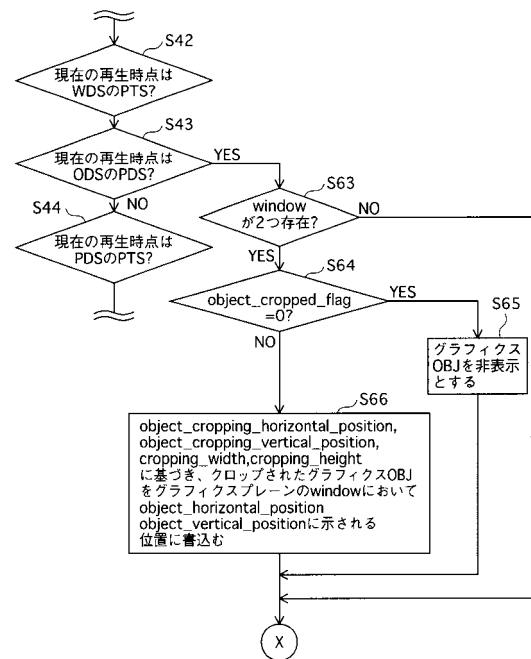 S42
現在の再生時点は
WDSのPTS?
S43
現在の再生時点は
ODSのPDS?
YES
NO
S44
現在の再生時点は
PDSのPTS?
S63
window
が2つ存在?
NO
YES
S64
object_cropped_flag
=0?
YES
NO
S65
グラフィクス
OBJを非表示
とする
S66
object_cropping_horizontal_position,
object_cropping_vertical_position,
cropping_width,cropping_height
に基づき、クロップされたグラフィクスOBJ
をグラフィクスプレーンのwindowにおいて
object_horizontal_position
object_vertical_positionに示される
位置に書込む
X